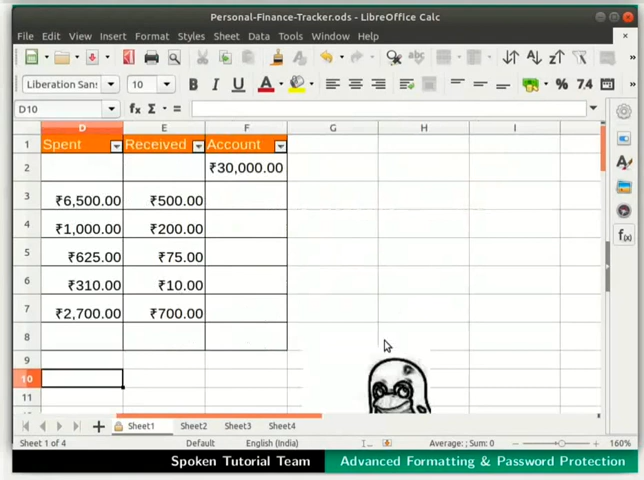 Personal-Finance-Tracker.ods - LibreOffice Calc
File Edit View Insert Format Styles Sheet Data Tools Window Help
Liberation Sans 10 B I U A 7.4
D10 fx Σ =
D E F G H I
1 Spent Received Account
2 ₹30,000.00
3 ₹6,500.00 ₹500.00
4 ₹1,000.00 ₹200.00
5 ₹625.00 ₹75.00
6 ₹310.00 ₹10.00
7 ₹2,700.00 ₹700.00
8
9
10
11
Sheet1 Sheet2 Sheet3 Sheet4
Sheet 1 of 4 Default English (India) Average: ; Sum: 0 160%
Spoken Tutorial Team Advanced Formatting & Password Protection